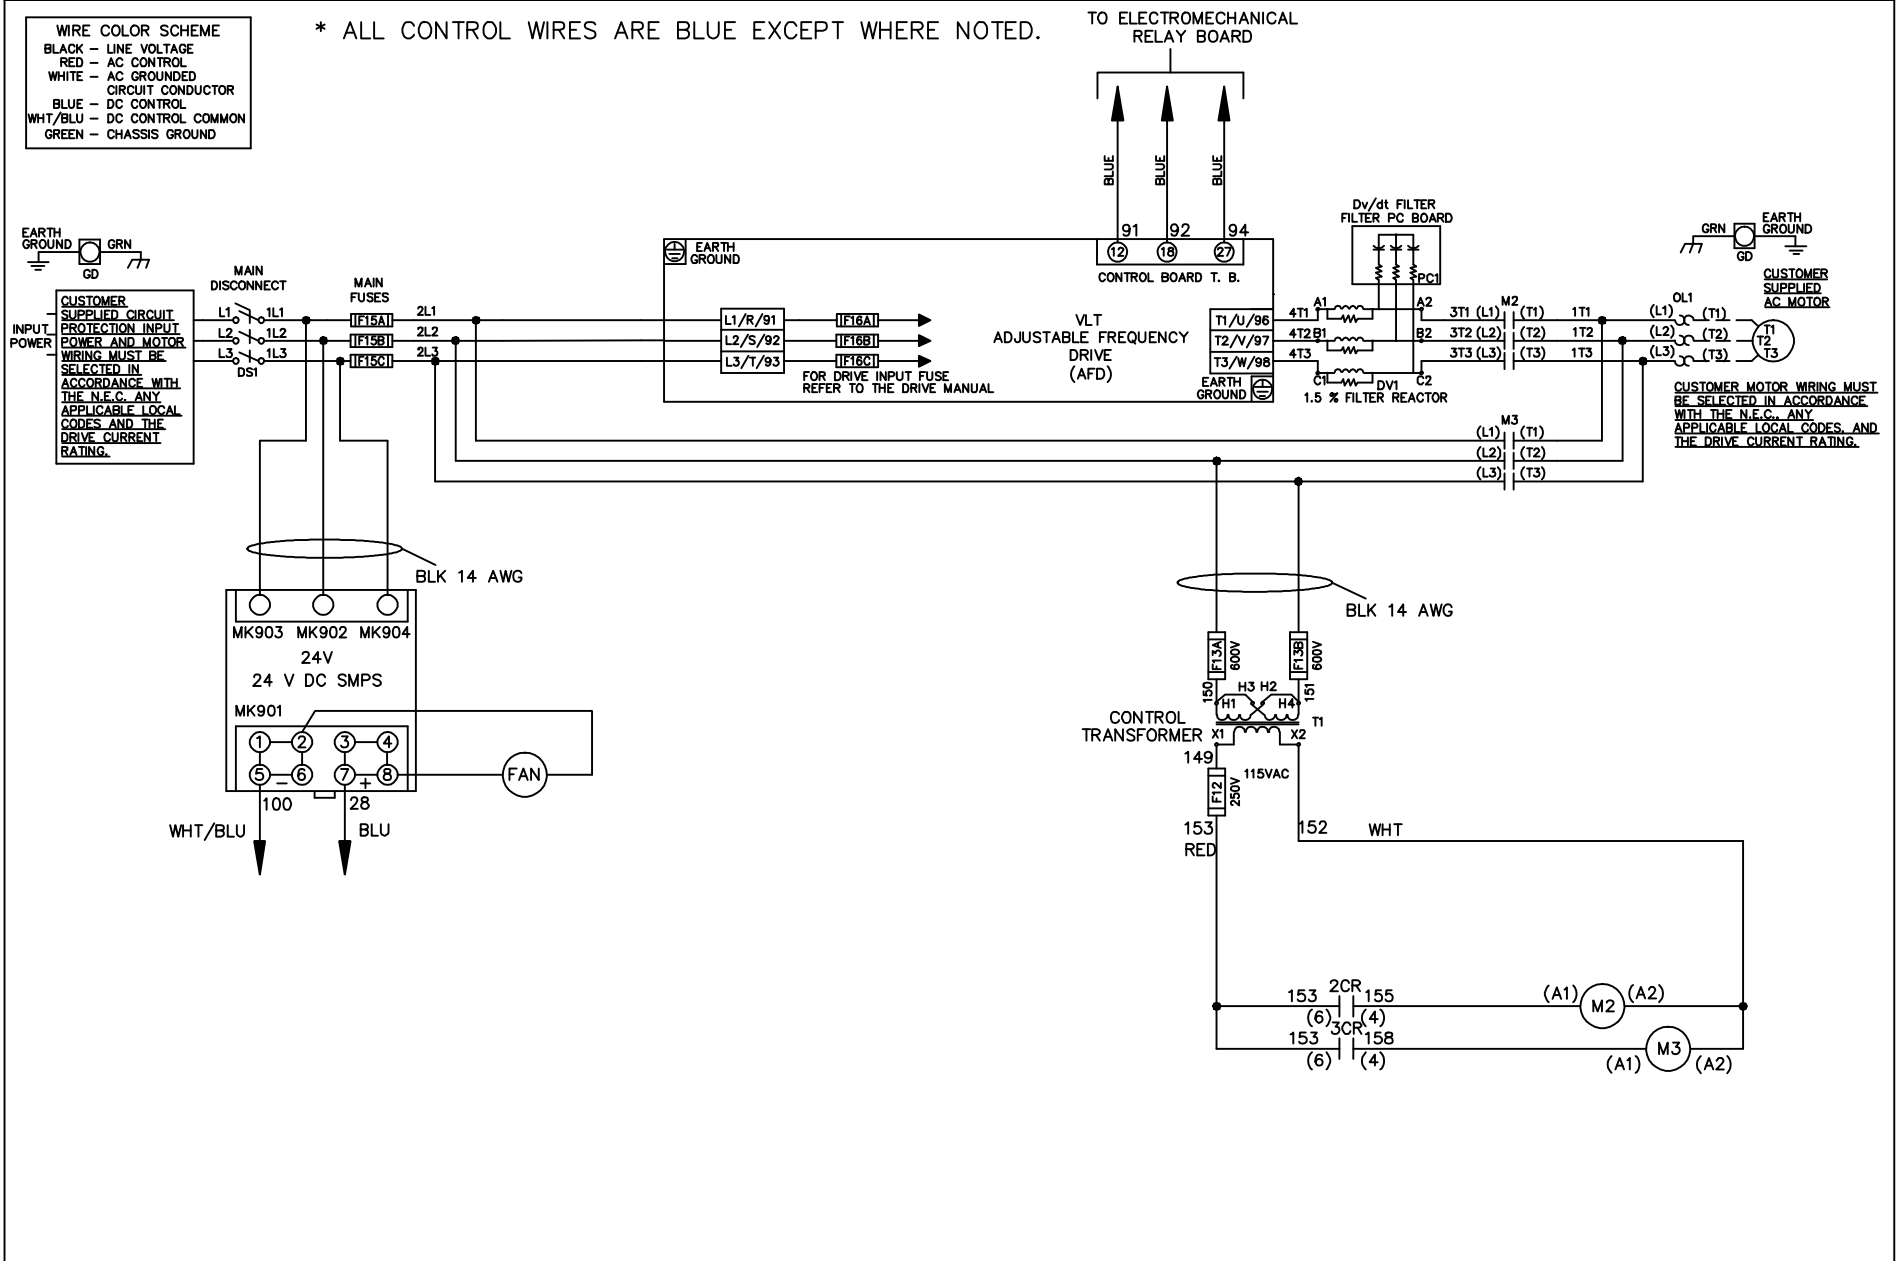 WIRE COLOR SCHEME
BLACK – LINE VOLTAGE
RED – AC CONTROL
WHITE – AC GROUNDED
CIRCUIT CONDUCTOR
BLUE – DC CONTROL
WHT/BLU – DC CONTROL COMMON
GREEN – CHASSIS GROUND
* ALL CONTROL WIRES ARE BLUE EXCEPT WHERE NOTED.
TO ELECTROMECHANICAL
RELAY BOARD
BLUE
BLUE
BLUE
91
92
94
12
18
27
CONTROL BOARD T. B.
EARTH
GROUND
GRN
GD
CUSTOMER
SUPPLIED CIRCUIT
PROTECTION INPUT
POWER AND MOTOR
WIRING MUST BE
SELECTED IN
ACCORDANCE WITH
THE N.E.C. ANY
APPLICABLE LOCAL
CODES AND THE
DRIVE CURRENT
RATING.
INPUT
POWER
MAIN
DISCONNECT
L1
1L1
L2
1L2
L3
1L3
DS1
MAIN
FUSES
F15A
F15B
F15C
2L1
2L2
2L3
EARTH
GROUND
L1/R/91
L2/S/92
L3/T/93
F16A
F16B
F16C
FOR DRIVE INPUT FUSE
REFER TO THE DRIVE MANUAL
VLT
ADJUSTABLE FREQUENCY
DRIVE
(AFD)
T1/U/96
T2/V/97
T3/W/98
EARTH
GROUND
4T1
4T2
4T3
A1
A2
B1
B2
C1
C2
DV1
1.5 % FILTER REACTOR
Dv/dt FILTER
FILTER PC BOARD
PC1
M2
3T1 (L1) (T1) 1T1
3T2 (L2) (T2) 1T2
3T3 (L3) (T3) 1T3
M3
(L1) (T1)
(L2) (T2)
(L3) (T3)
OL1
(L1) (T1)
(L2) (T2)
(L3) (T3)
T1
T2
T3
GRN
GD
EARTH
GROUND
CUSTOMER
SUPPLIED
AC MOTOR
CUSTOMER MOTOR WIRING MUST
BE SELECTED IN ACCORDANCE
WITH THE N.E.C., ANY
APPLICABLE LOCAL CODES, AND
THE DRIVE CURRENT RATING.
BLK 14 AWG
MK903 MK902 MK904
24V
24 V DC SMPS
MK901
1
2
3
4
5
–
6
7
+
8
FAN
100
28
WHT/BLU
BLU
BLK 14 AWG
F13A
600V
F13B
600V
150
151
H3 H2
H1
H4
T1
CONTROL
TRANSFORMER
X1
X2
149
115VAC
F12
250V
153
RED
152
WHT
2CR
153
155
(6)
(4)
(A1)
M2
(A2)
3CR
153
158
(6)
(4)
(A1)
M3
(A2)